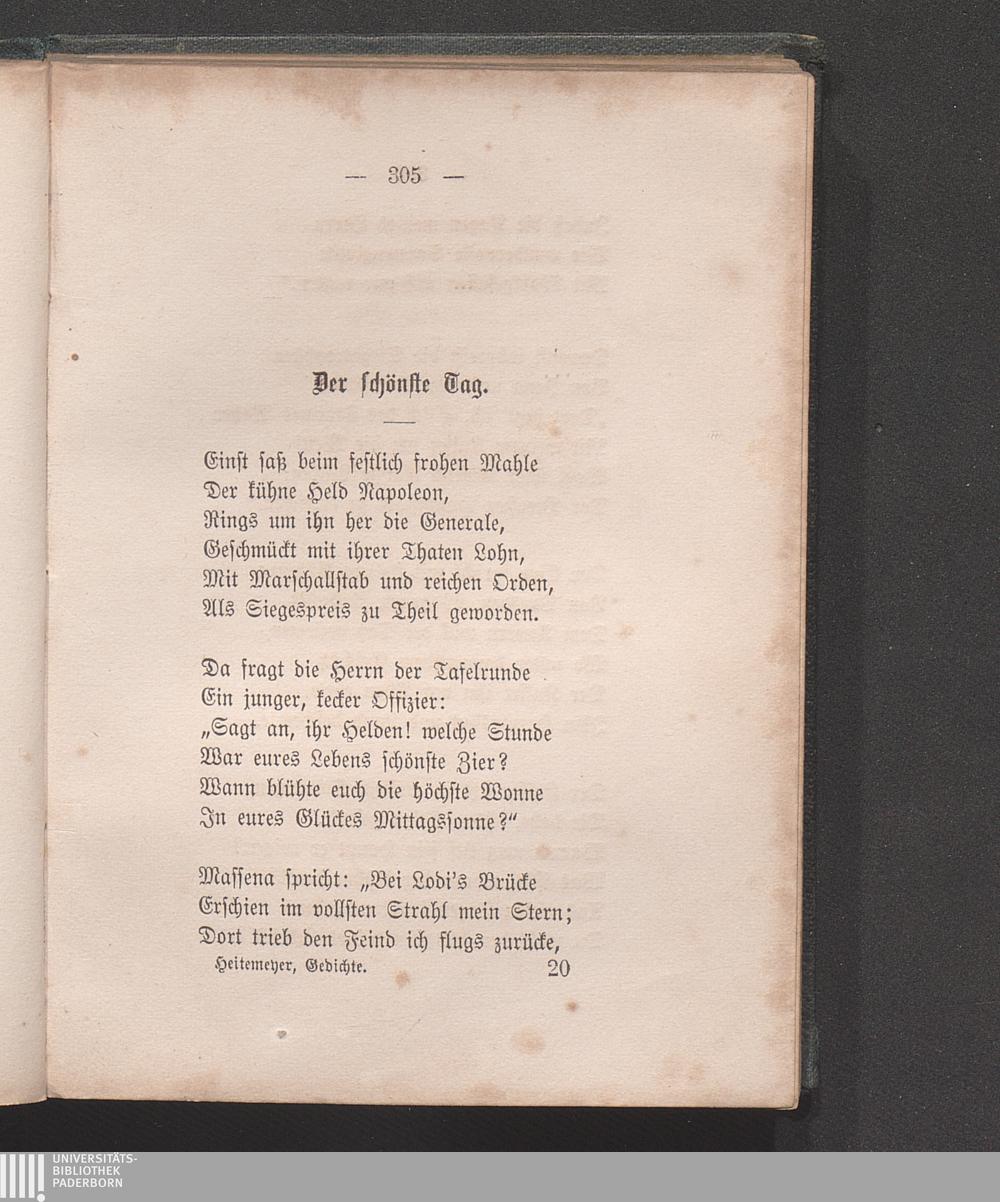 — 305 —
Der schönste Tag.
Einst saß beim festlich frohen Mahle
Der kühne Held Napoleon,
Rings um ihn her die Generale,
Geschmückt mit ihrer Thaten Lohn,
Mit Marschallstab und reichen Orden,
Als Siegespreis zu Theil geworden.
Da fragt die Herrn der Tafelrunde
Ein junger, kecker Offizier:
„Sagt an, ihr Helden! welche Stunde
War eures Lebens schönste Zier?
Wann blühte euch die höchste Wonne
In eures Glückes Mittagssonne?“
Massena spricht: „Bei Lodi's Brücke
Erschien im vollsten Strahl mein Stern;
Dort trieb den Feind ich flugs zurücke,
Heitemeyer, Gedichte. 20
UNIVERSITÄTS-
BIBLIOTHEK
PADERBORN